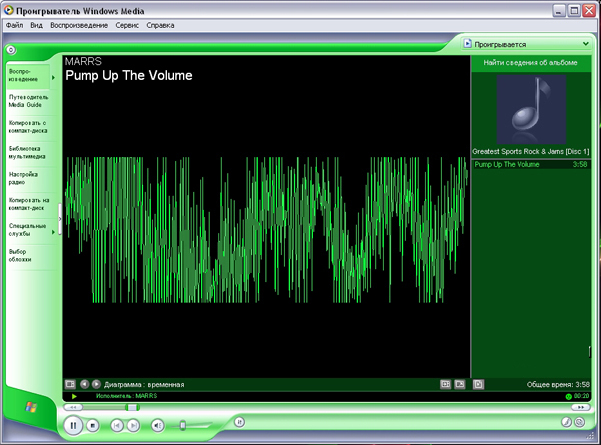 Проигрыватель Windows Media
Файл Вид Воспроизведение Сервис Справка
Проигрывается
Воспро-
изведение
Путеводитель
Media Guide
Копировать с
компакт-диска
Библиотека
мультимедиа
Настройка
радио
Копировать на
компакт-диск
Специальные
службы
Выбор
обложки
MARRS
Pump Up The Volume
Найти сведения об альбоме
Greatest Sports Rock & Jams [Disc 1]
Pump Up The Volume 3:58
Диаграмма : временная
Общее время: 3:58
Исполнитель: MARRS
00:20